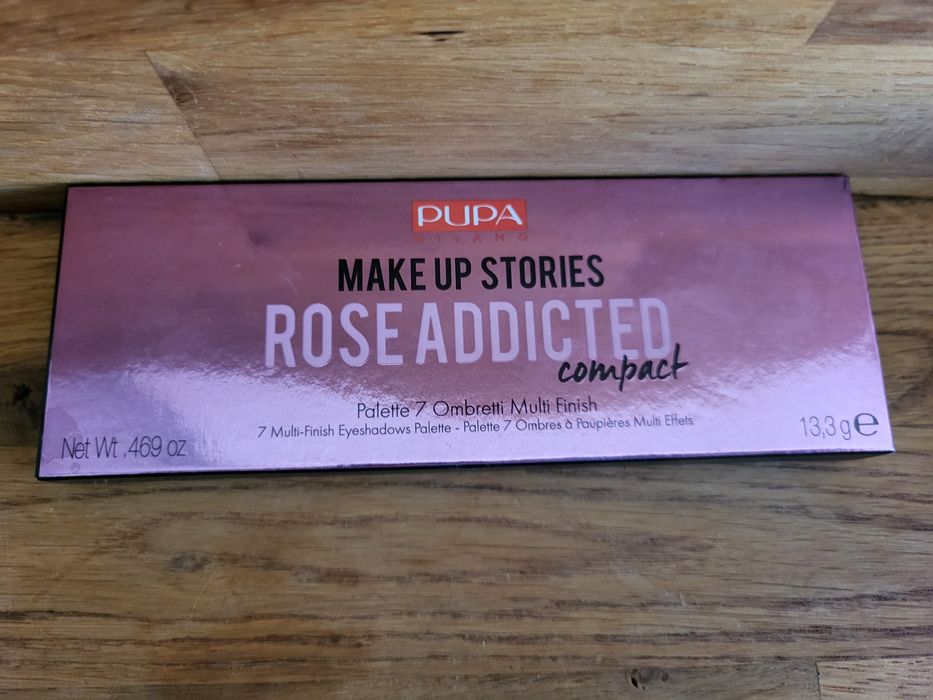 PUPA
MILANO
MAKE UP STORIES
ROSE ADDICTED
compact
Palette 7 Ombretti Multi Finish
7 Multi-Finish Eyeshadows Palette - Palette 7 Ombres à Paupières Multi Effets
Net Wt .469 oz
13,3 g e